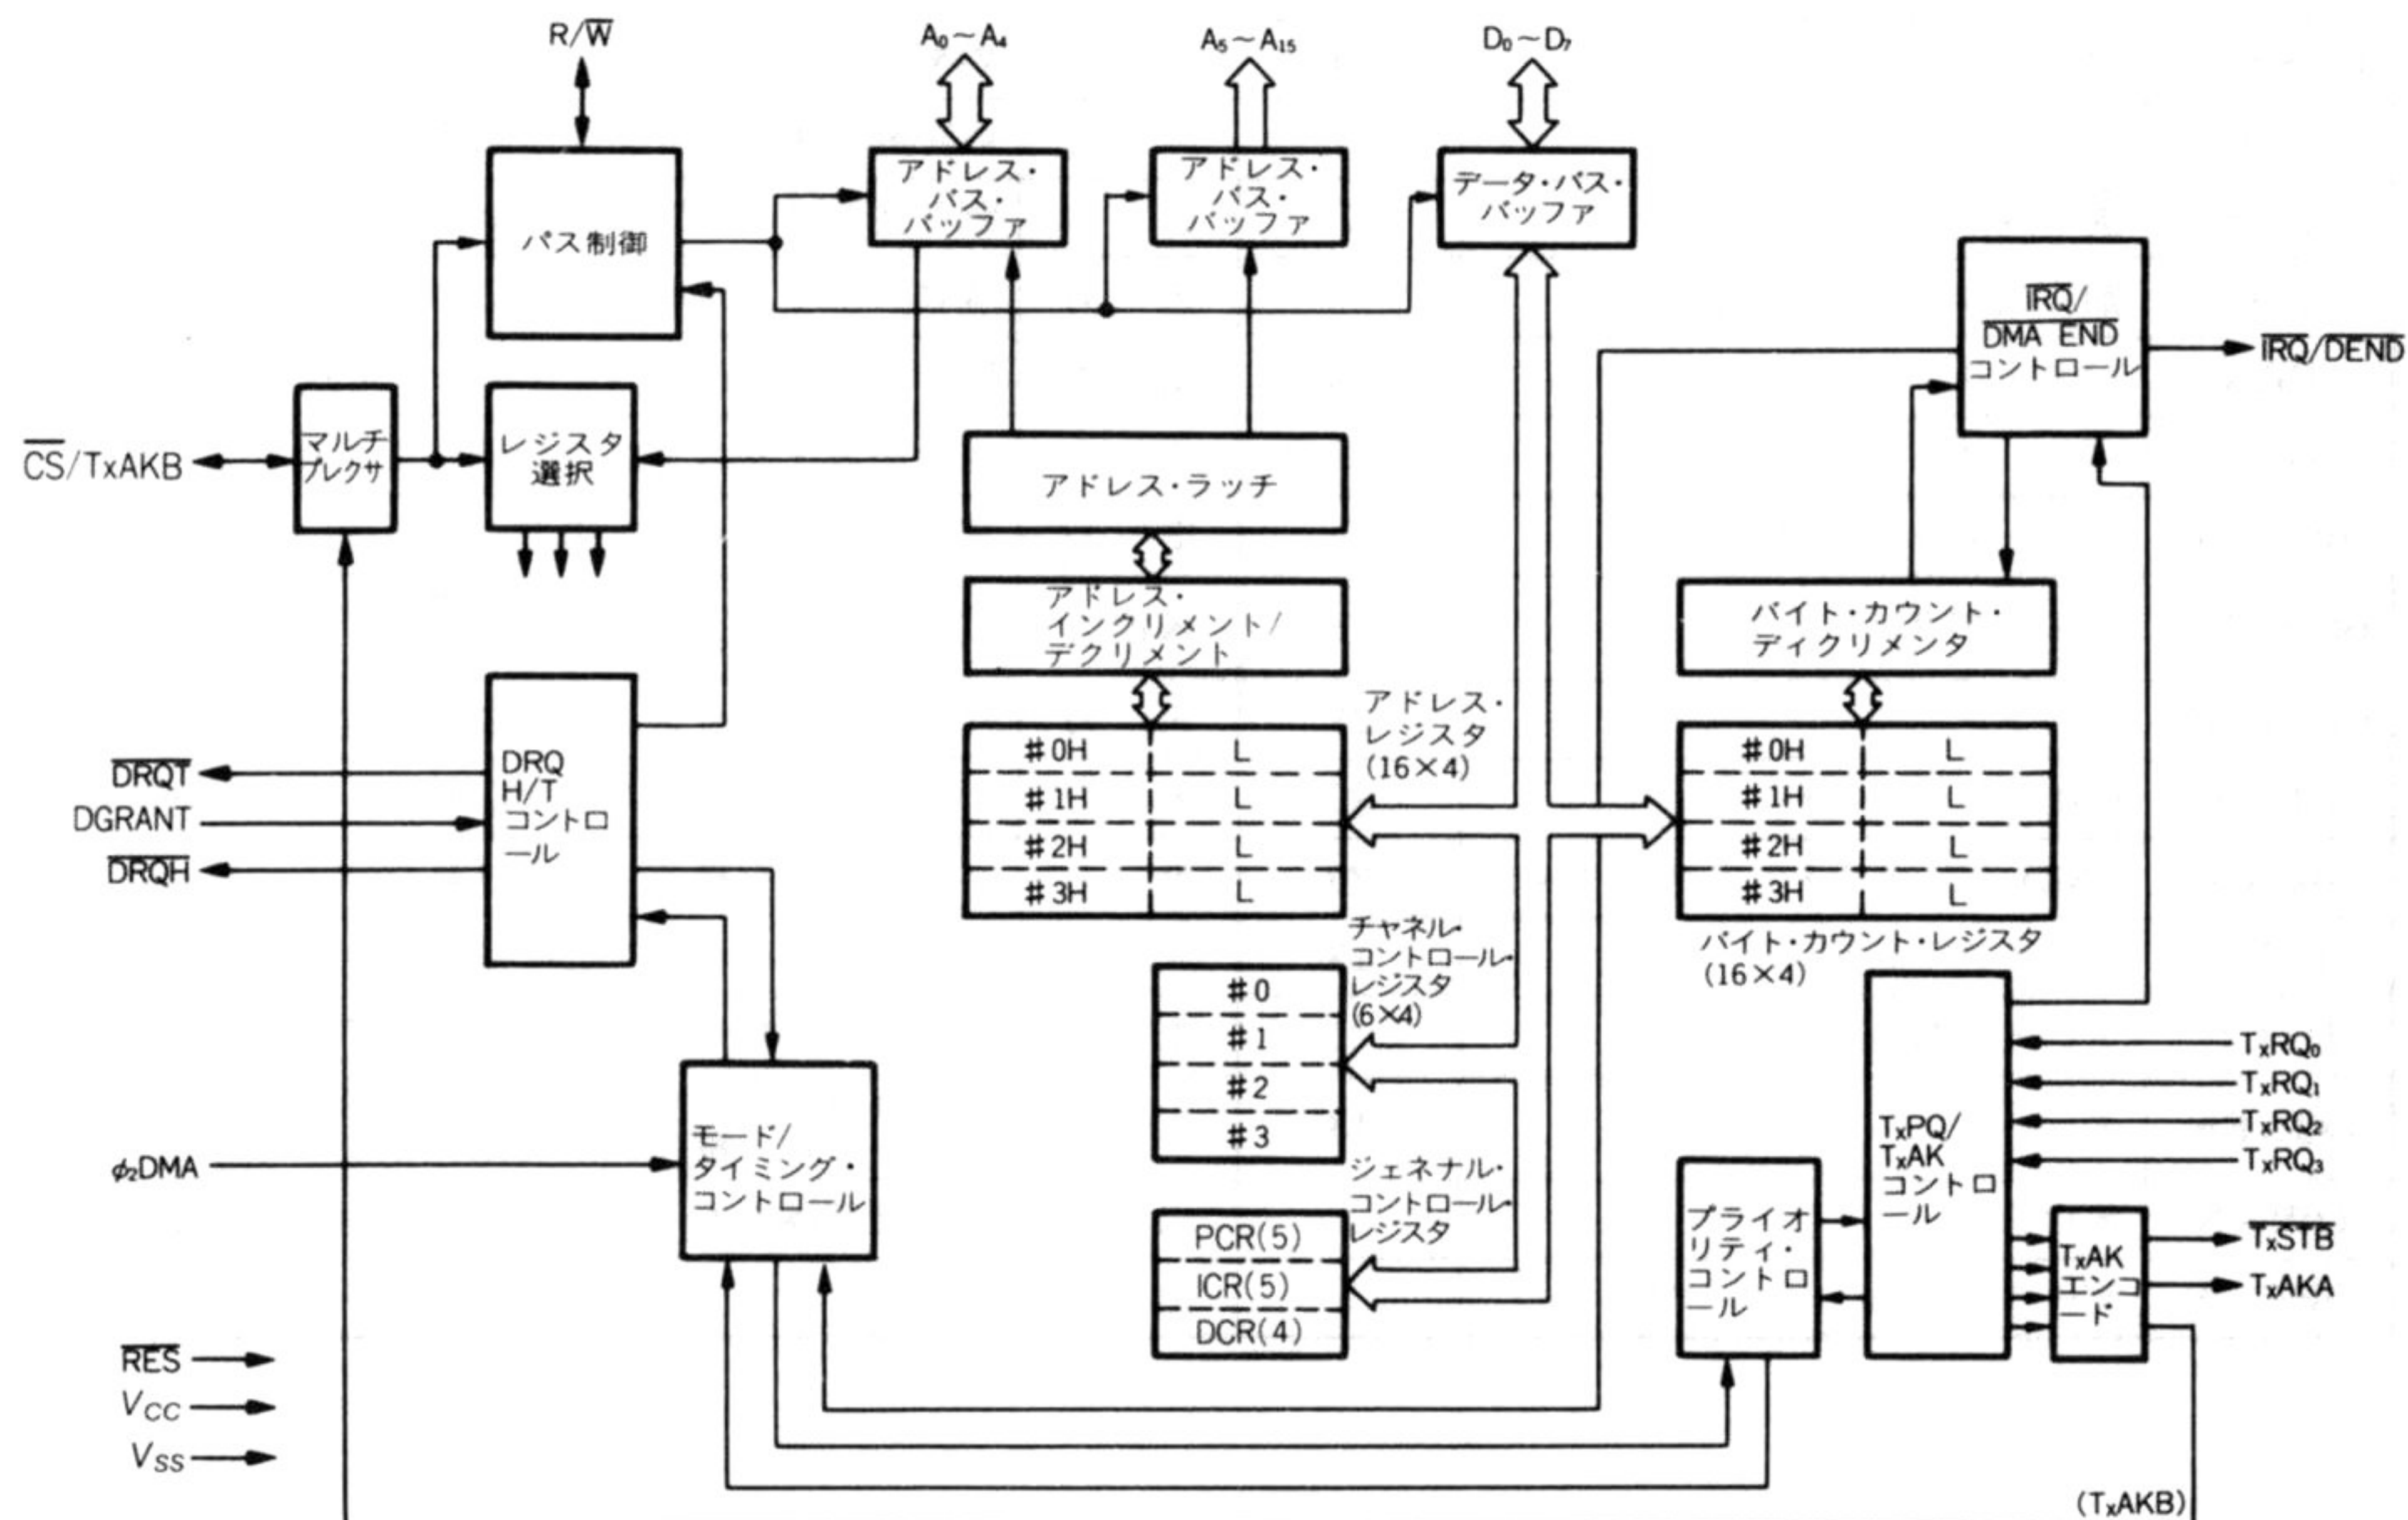 R/W̅
A₀～A₄
A₅～A₁₅
D₀～D₇
バス制御
アドレス・
バス・
バッファ
アドレス・
バス・
バッファ
データ・バス・
バッファ
I̅R̅Q̅/
D̅M̅A̅ E̅N̅D̅
コントロール
I̅R̅Q̅/D̅E̅N̅D̅
C̅S̅/TxAKB
マルチ
プレクサ
レジスタ
選択
アドレス・ラッチ
アドレス・
インクリメント/
デクリメント
バイト・カウント・
ディクリメンタ
アドレス・
レジスタ
(16×4)
#0H L
#1H L
#2H L
#3H L
#0H L
#1H L
#2H L
#3H L
バイト・カウント・レジスタ
(16×4)
D̅R̅Q̅T̅
DGRANT
D̅R̅Q̅H̅
DRQ
H/T
コントロ
ール
チャネル・
コントロール・
レジスタ
(6×4)
#0
#1
#2
#3
φ₂DMA
モード/
タイミング・
コントロール
ジェネナル・
コントロール・
レジスタ
PCR(5)
ICR(5)
DCR(4)
プライオ
リティ・
コントロ
ール
TxPQ/
TxAK
コントロ
ール
TxRQ₀
TxRQ₁
TxRQ₂
TxRQ₃
TxAK
エンコ
ード
T̅x̅S̅T̅B̅
TxAKA
R̅E̅S̅
VCC
VSS
(TxAKB)